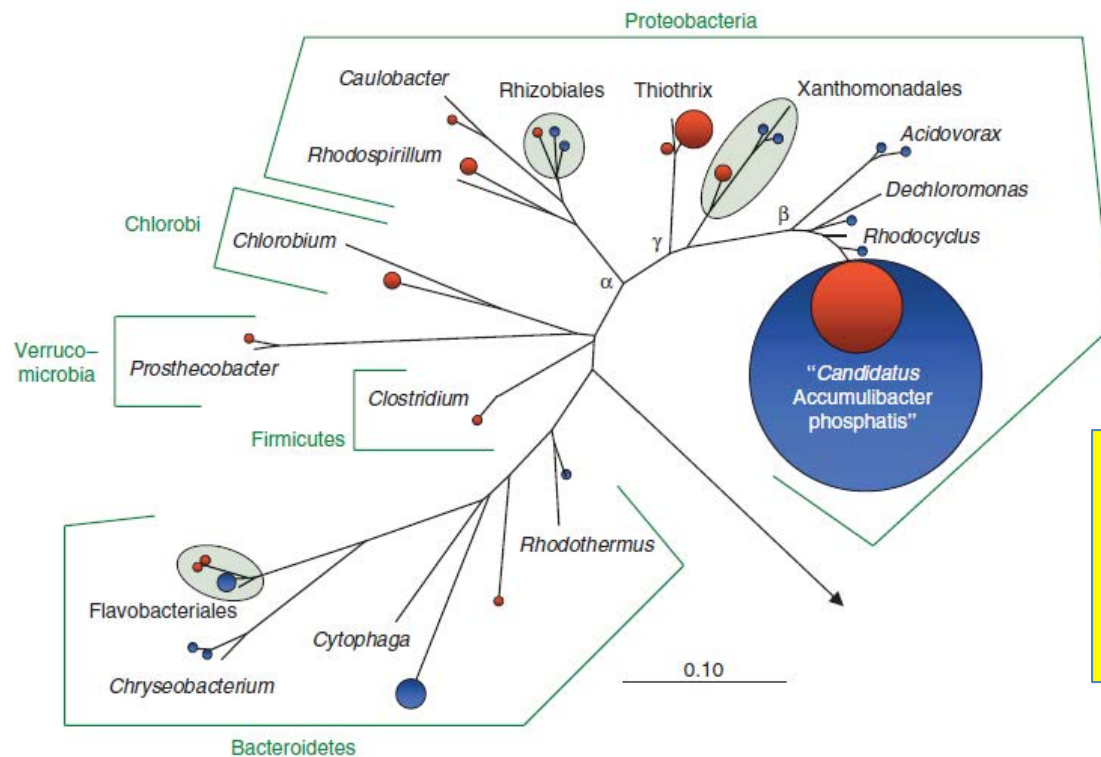 Proteobacteria
Caulobacter
Rhizobiales
Thiothrix
Xanthomonadales
Acidovorax
Rhodospirillum
Dechloromonas
β
Rhodocyclus
γ
Chlorobi
Chlorobium
α
Verruco–
microbia
Prosthecobacter
"Candidatus
Accumulibacter
phosphatis"
Clostridium
Firmicutes
Rhodothermus
Flavobacteriales
Cytophaga
Chryseobacterium
0.10
Bacteroidetes